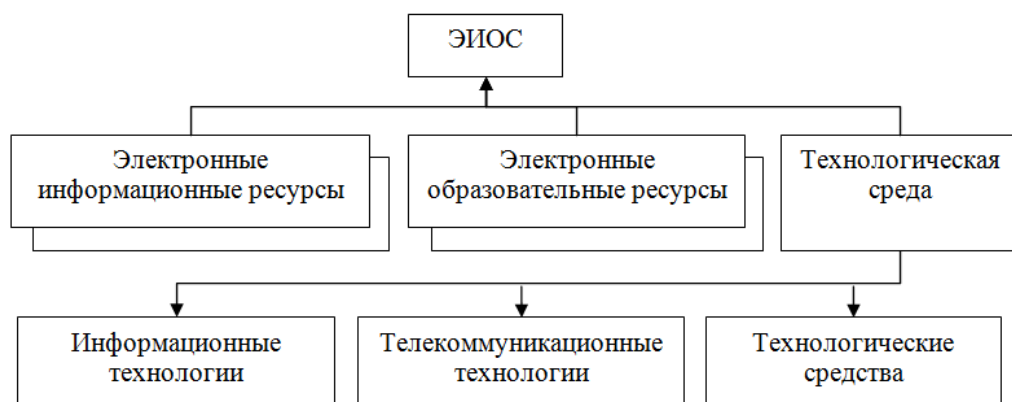 ЭИОС
Электронные
информационные ресурсы
Электронные
образовательные ресурсы
Технологическая
среда
Информационные
технологии
Телекоммуникационные
технологии
Технологические
средства